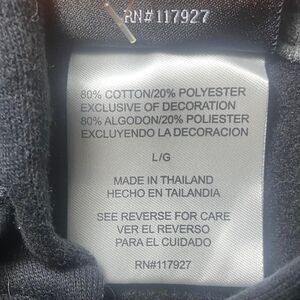 RN#117927
80% COTTON/20% POLYESTER
EXCLUSIVE OF DECORATION
80% ALGODON/20% POLIESTER
EXCLUYENDO LA DECORACION
L/G
MADE IN THAILAND
HECHO EN TAILANDIA
SEE REVERSE FOR CARE
VER EL REVERSO
PARA EL CUIDADO
RN#117927